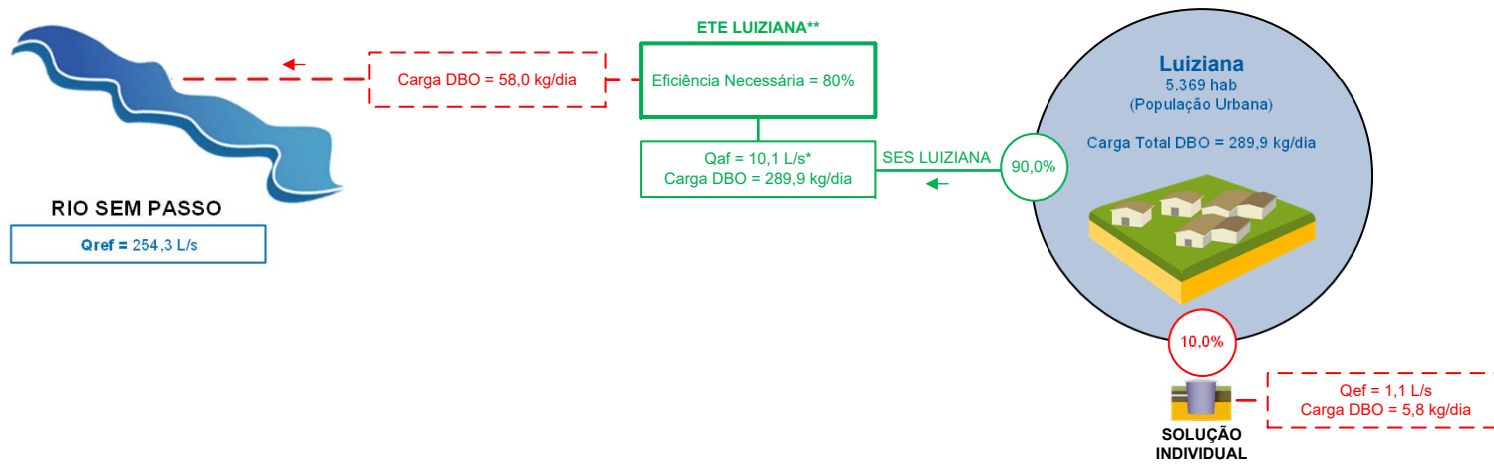 ETE LUIZIANA**
Carga DBO = 58,0 kg/dia
Eficiência Necessária = 80%
Luiziana
5.369 hab
(População Urbana)
Carga Total DBO = 289,9 kg/dia
Qaf = 10,1 L/s*
Carga DBO = 289,9 kg/dia
SES LUIZIANA
90,0%
RIO SEM PASSO
Qref = 254,3 L/s
10,0%
Qef = 1,1 L/s
Carga DBO = 5,8 kg/dia
SOLUÇÃO
INDIVIDUAL